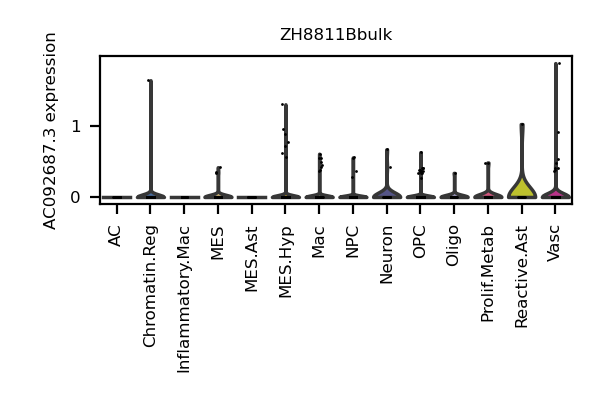 ZH8811Bbulk
AC092687.3 expression
1
0
AC
Chromatin.Reg
Inflammatory.Mac
MES
MES.Ast
MES.Hyp
Mac
NPC
Neuron
OPC
Oligo
Prolif.Metab
Reactive.Ast
Vasc